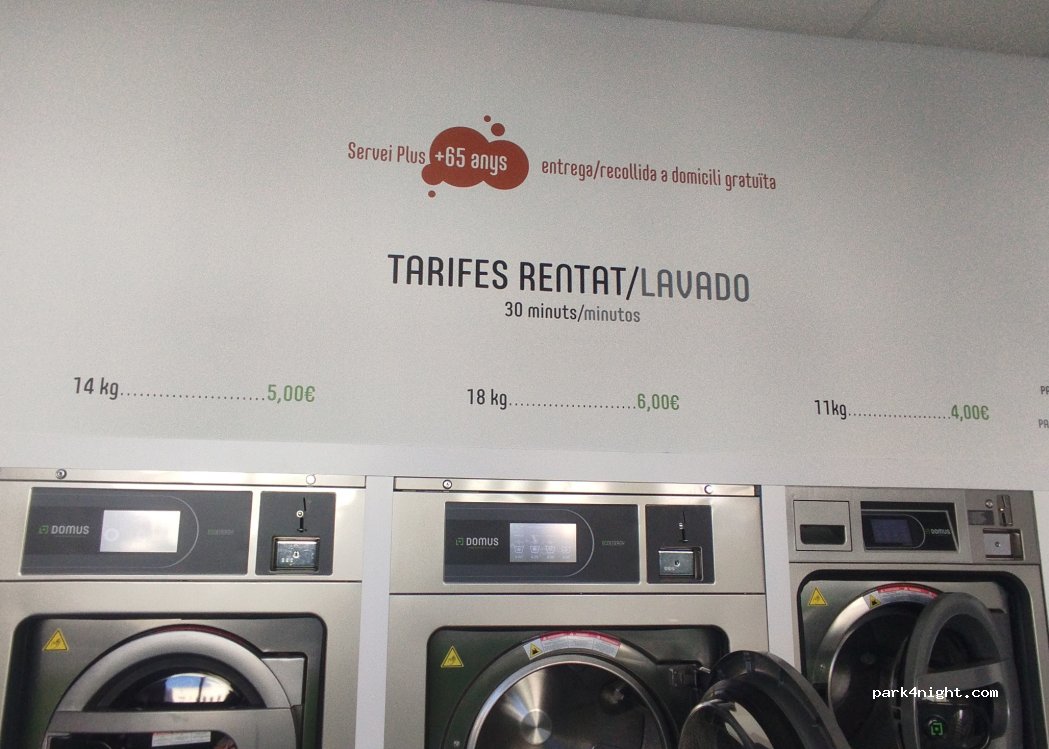 Servei Plus +65 anys entrega/recollida a domicili gratuïta
TARIFES RENTAT/LAVADO
30 minuts/minutos
14 kg......................5,00€
18 kg......................6,00€
11kg......................4,00€
DOMUS
DOMUS
DOMUS
park4night.com